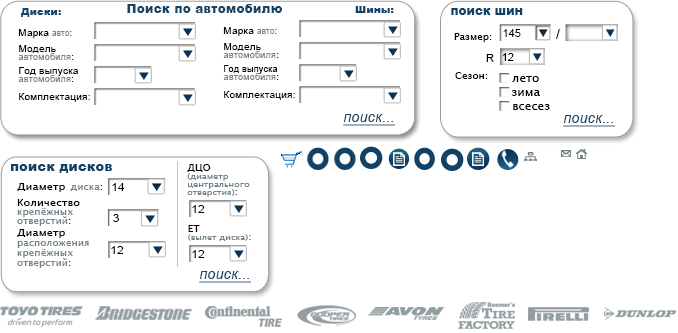 Диски:
Поиск по автомобилю
Шины:
Марка авто:
Модель
автомобиля:
Год выпуска
автомобиля:
Комплектация:
Марка авто:
Модель
автомобиля:
Год выпуска
автомобиля:
Комплектация:
поиск...
поиск шин
Размер: 145 /
R 12
Сезон:
лето
зима
всесез
поиск...
поиск дисков
Диаметр диска: 14
Количество
крепёжных
отверстий: 3
Диаметр
расположения
крепёжных
отверстий: 12
ДЦО
(диаметр
центрального
отверстия):
12
ET
(вылет диска):
12
поиск...
TOYO TIRES
driven to perform
BRIDGESTONE
Continental
TIRE
COOPER
TIRES
AVON
TYRES
Roemer's
TIRE
FACTORY
PIRELLI
DUNLOP